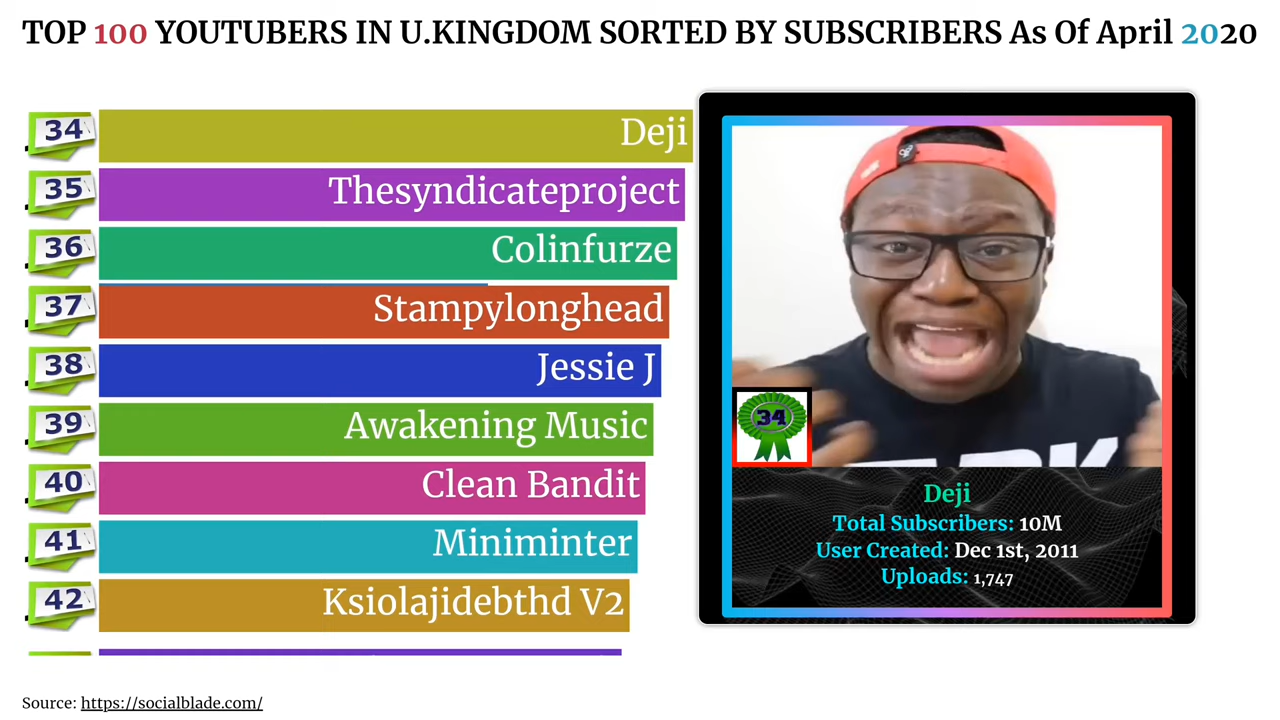 TOP 100 YOUTUBERS IN U.KINGDOM SORTED BY SUBSCRIBERS As Of April 2020
34 Deji
35 Thesyndicateproject
36 Colinfurze
37 Stampylonghead
38 Jessie J
39 Awakening Music
40 Clean Bandit
41 Miniminter
42 Ksiolajidebthd V2
34
Deji
Total Subscribers: 10M
User Created: Dec 1st, 2011
Uploads: 1,747
Source: https://socialblade.com/